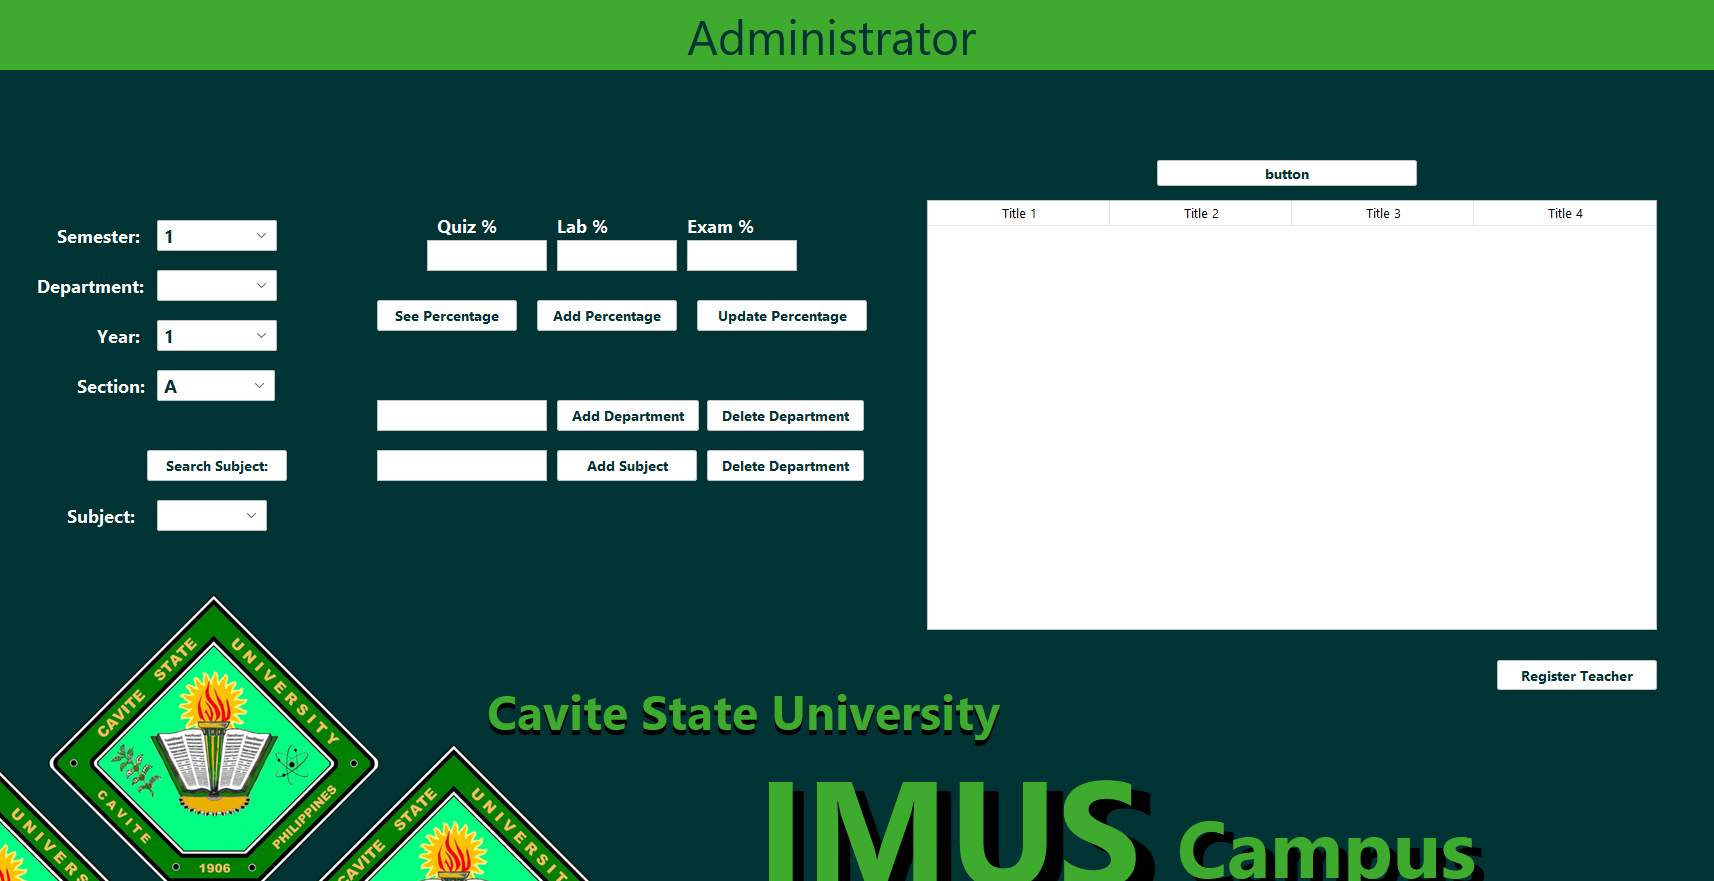 Administrator
button
Title 1 Title 2 Title 3 Title 4
Semester: 1
Department:
Year: 1
Section: A
Search Subject:
Subject:
Quiz % Lab % Exam %
See Percentage Add Percentage Update Percentage
Add Department Delete Department
Add Subject Delete Department
Register Teacher
CAVITE STATE UNIVERSITY
CAVITE PHILIPPINES
1906
Cavite State University
IMUS Campus
CAVITE STATE UNIVERSITY